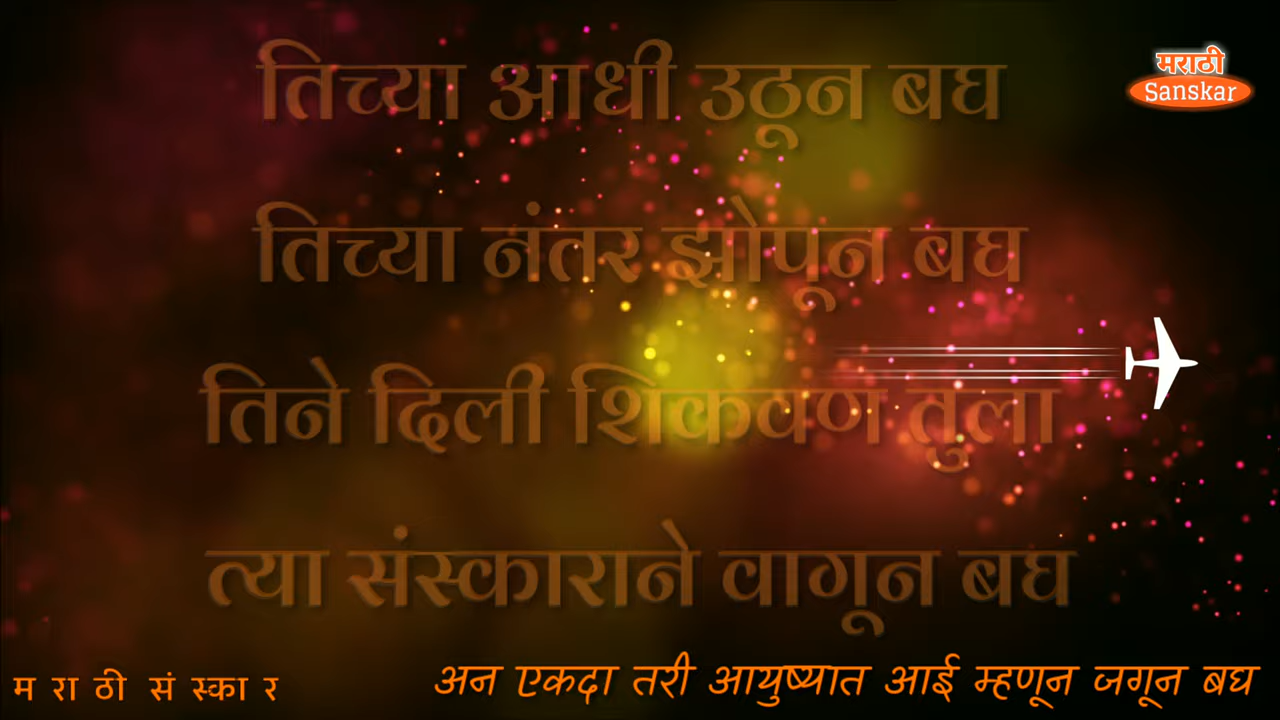 तिच्या आधी उठून बघ
मराठी
Sanskar
तिच्या नंतर झोपून बघ
तिने दिली शिकवण तुला
त्या संस्काराने वागून बघ
म रा ठी सं स्का र
अन एकदा तरी आयुष्यात आई म्हणून जगून बघ